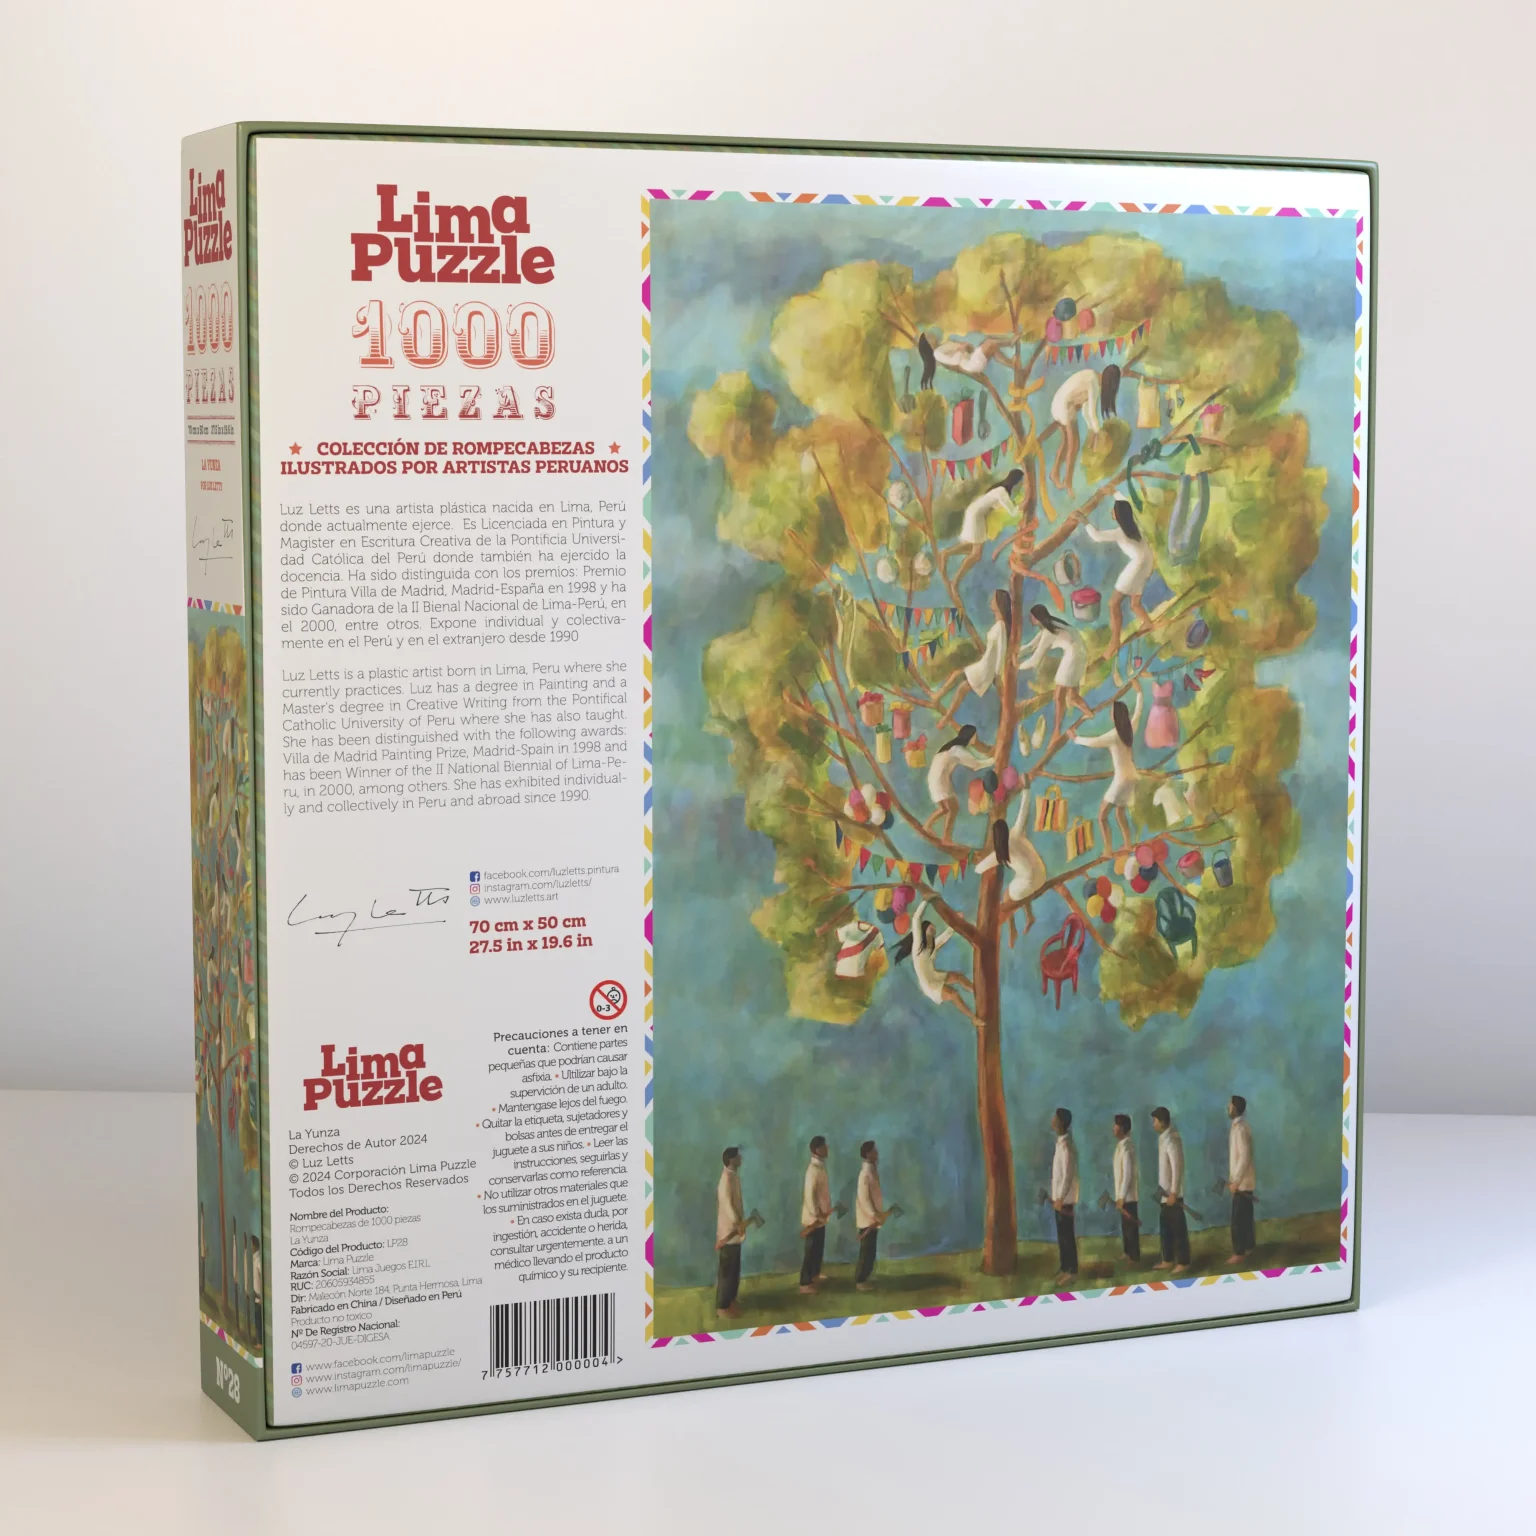 Lima
Puzzle
1000
PIEZAS
LA YUNZA
POR LUZ LETTS
Luz Letts
Nº28
Lima
Puzzle
1000
PIEZAS
COLECCIÓN DE ROMPECABEZAS
ILUSTRADOS POR ARTISTAS PERUANOS
Luz Letts es una artista plástica nacida en Lima, Perú
donde actualmente ejerce. Es Licenciada en Pintura y
Magister en Escritura Creativa de la Pontificia Universi-
dad Católica del Perú donde también ha ejercido la
docencia. Ha sido distinguida con los premios: Premio
de Pintura Villa de Madrid, Madrid-España en 1998 y ha
sido Ganadora de la II Bienal Nacional de Lima-Perú, en
el 2000, entre otros. Expone individual y colectiva-
mente en el Perú y en el extranjero desde 1990
Luz Letts is a plastic artist born in Lima, Peru where she
currently practices. Luz has a degree in Painting and a
Master's degree in Creative Writing from the Pontifical
Catholic University of Peru where she has also taught.
She has been distinguished with the following awards:
Villa de Madrid Painting Prize, Madrid-Spain in 1998 and
has been Winner of the II National Biennial of Lima-Pe-
ru, in 2000, among others. She has exhibited individual-
ly and collectively in Peru and abroad since 1990.
Luz Letts
facebook.com/luzletts.pintura
instagram.com/luzletts/
www.luzletts.art
70 cm x 50 cm
27.5 in x 19.6 in
0-3
Precauciones a tener en
cuenta: Contiene partes
pequeñas que podrían causar
asfixia. • Ultilizar bajo la
supervición de un adulto.
• Mantengase lejos del fuego.
• Quitar la etiqueta, sujetadores y
bolsas antes de entregar el
juguete a sus niños. • Leer las
instrucciones, seguirlas y
conservarlas como referencia.
• No utilizar otros materiales que
los suministrados en el juguete.
• En caso exista duda, por
ingestión, accidente o herida,
consultar urgentemente. a un
médico llevando el producto
químico y su recipiente.
Lima
Puzzle
La Yunza
Derechos de Autor 2024
© Luz Letts
© 2024 Corporación Lima Puzzle
Todos los Derechos Reservados
Nombre del Producto:
Rompecabezas de 1000 piezas
La Yunza
Código del Producto: LP28
Marca: Lima Puzzle
Razón Social: Lima Juegos E.I.R.L
RUC: 20605934855
Dir: Malecón Norte 184, Punta Hermosa, Lima
Fabricado en China / Diseñado en Perú
Producto no toxico
Nº De Registro Nacional:
04597-20-JUE-DIGESA
www.facebook.com/limapuzzle
www.instagram.com/limapuzzle/
www.limapuzzle.com
7 757712 000004 >